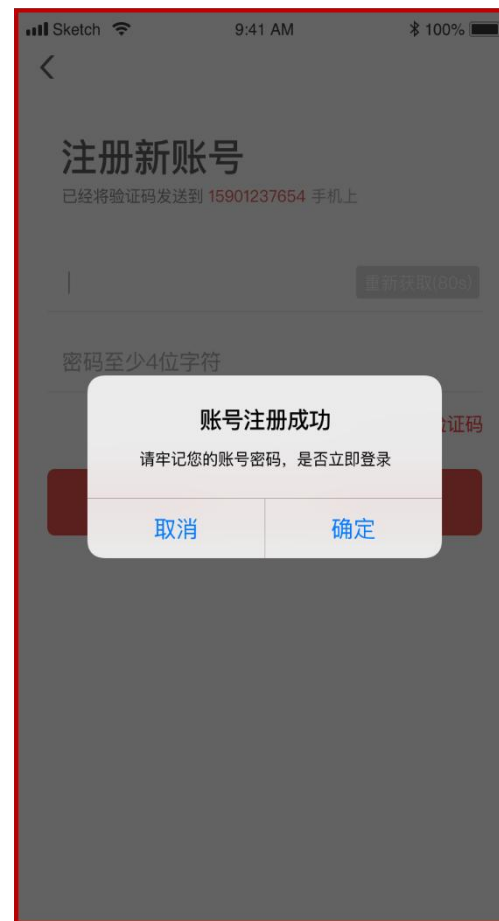 Sketch 9:41 AM 100%
注册新账号
已经将验证码发送到 15901237654 手机上
重新获取(80s)
密码至少4位字符
验证码
账号注册成功
请牢记您的账号密码，是否立即登录
取消 确定